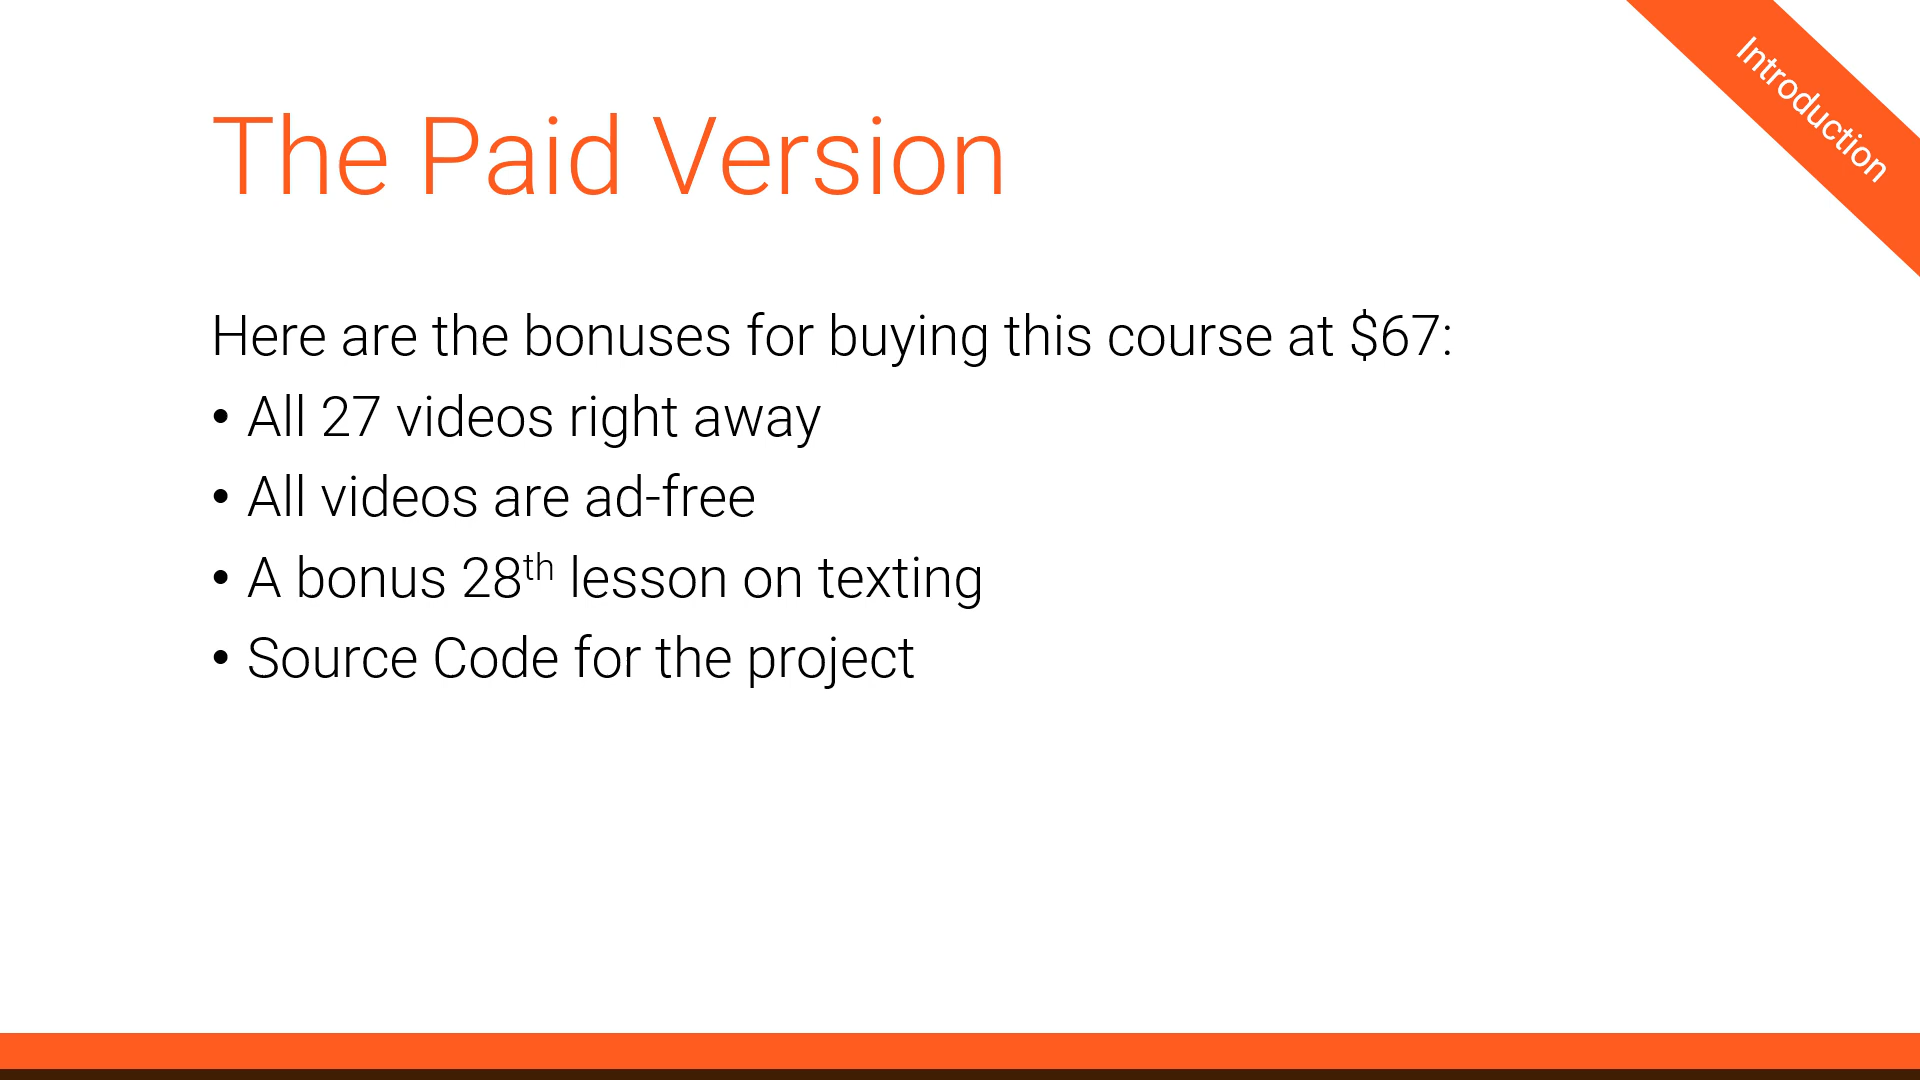 Introduction
The Paid Version
Here are the bonuses for buying this course at $67:
• All 27 videos right away
• All videos are ad-free
• A bonus 28th lesson on texting
• Source Code for the project